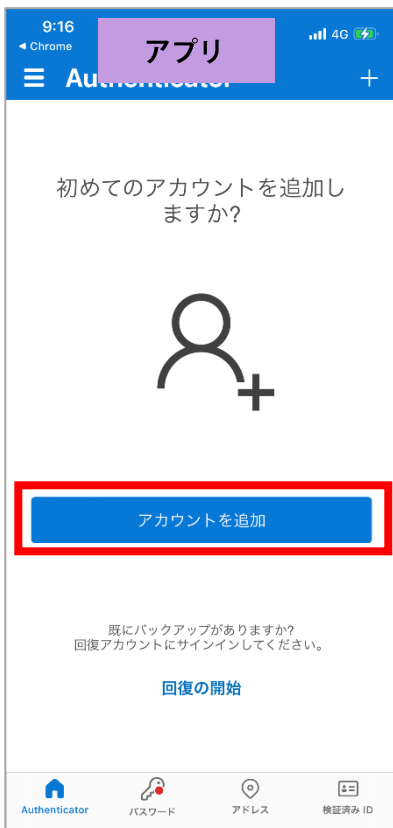 9:16
4G
◀ Chrome
アプリ
Authenticator
初めてのアカウントを追加し
ますか?
アカウントを追加
既にバックアップがありますか?
回復アカウントにサインインしてください。
回復の開始
Authenticator
パスワード
アドレス
検証済み ID